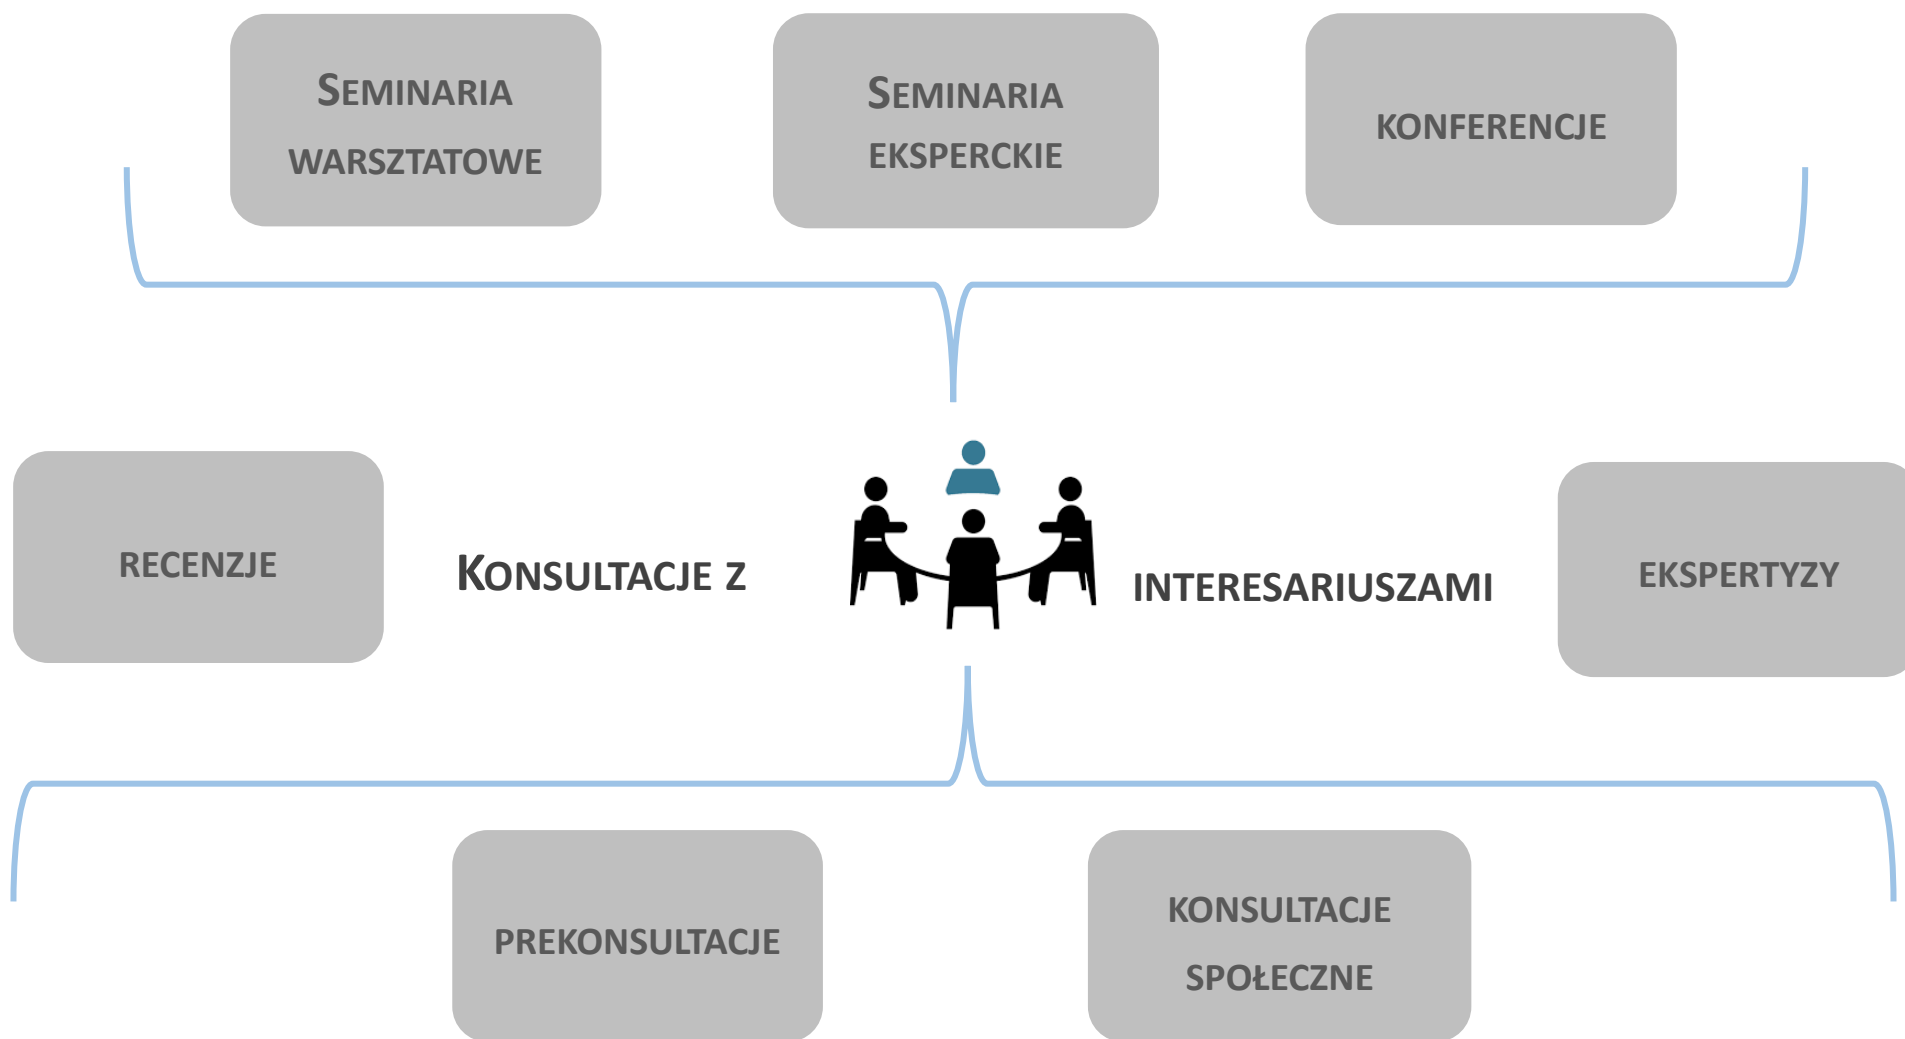 SEMINARIA
WARSZTATOWE
SEMINARIA
EKSPERCKIE
KONFERENCJE
RECENZJE
KONSULTACJE Z
INTERESARIUSZAMI
EKSPERTYZY
PREKONSULTACJE
KONSULTACJE
SPOŁECZNE